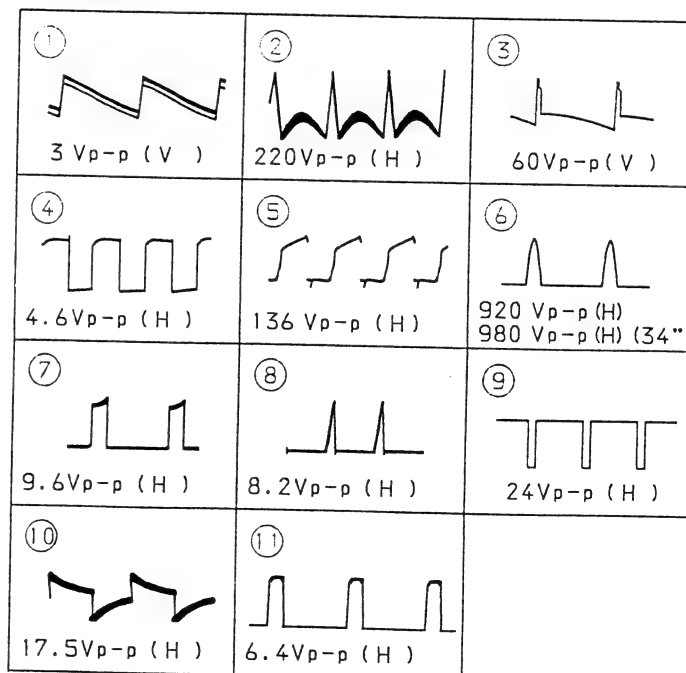 ①
②
③
3 Vp-p ( V )
220Vp-p ( H )
60Vp-p( V )
④
⑤
⑥
4.6Vp-p ( H )
136 Vp-p ( H )
920 Vp-p (H)
980 Vp-p (H) (34"
⑦
⑧
⑨
9.6Vp-p ( H )
8.2Vp-p ( H )
24Vp-p ( H )
⑩
⑪
17.5Vp-p ( H )
6.4Vp-p ( H )